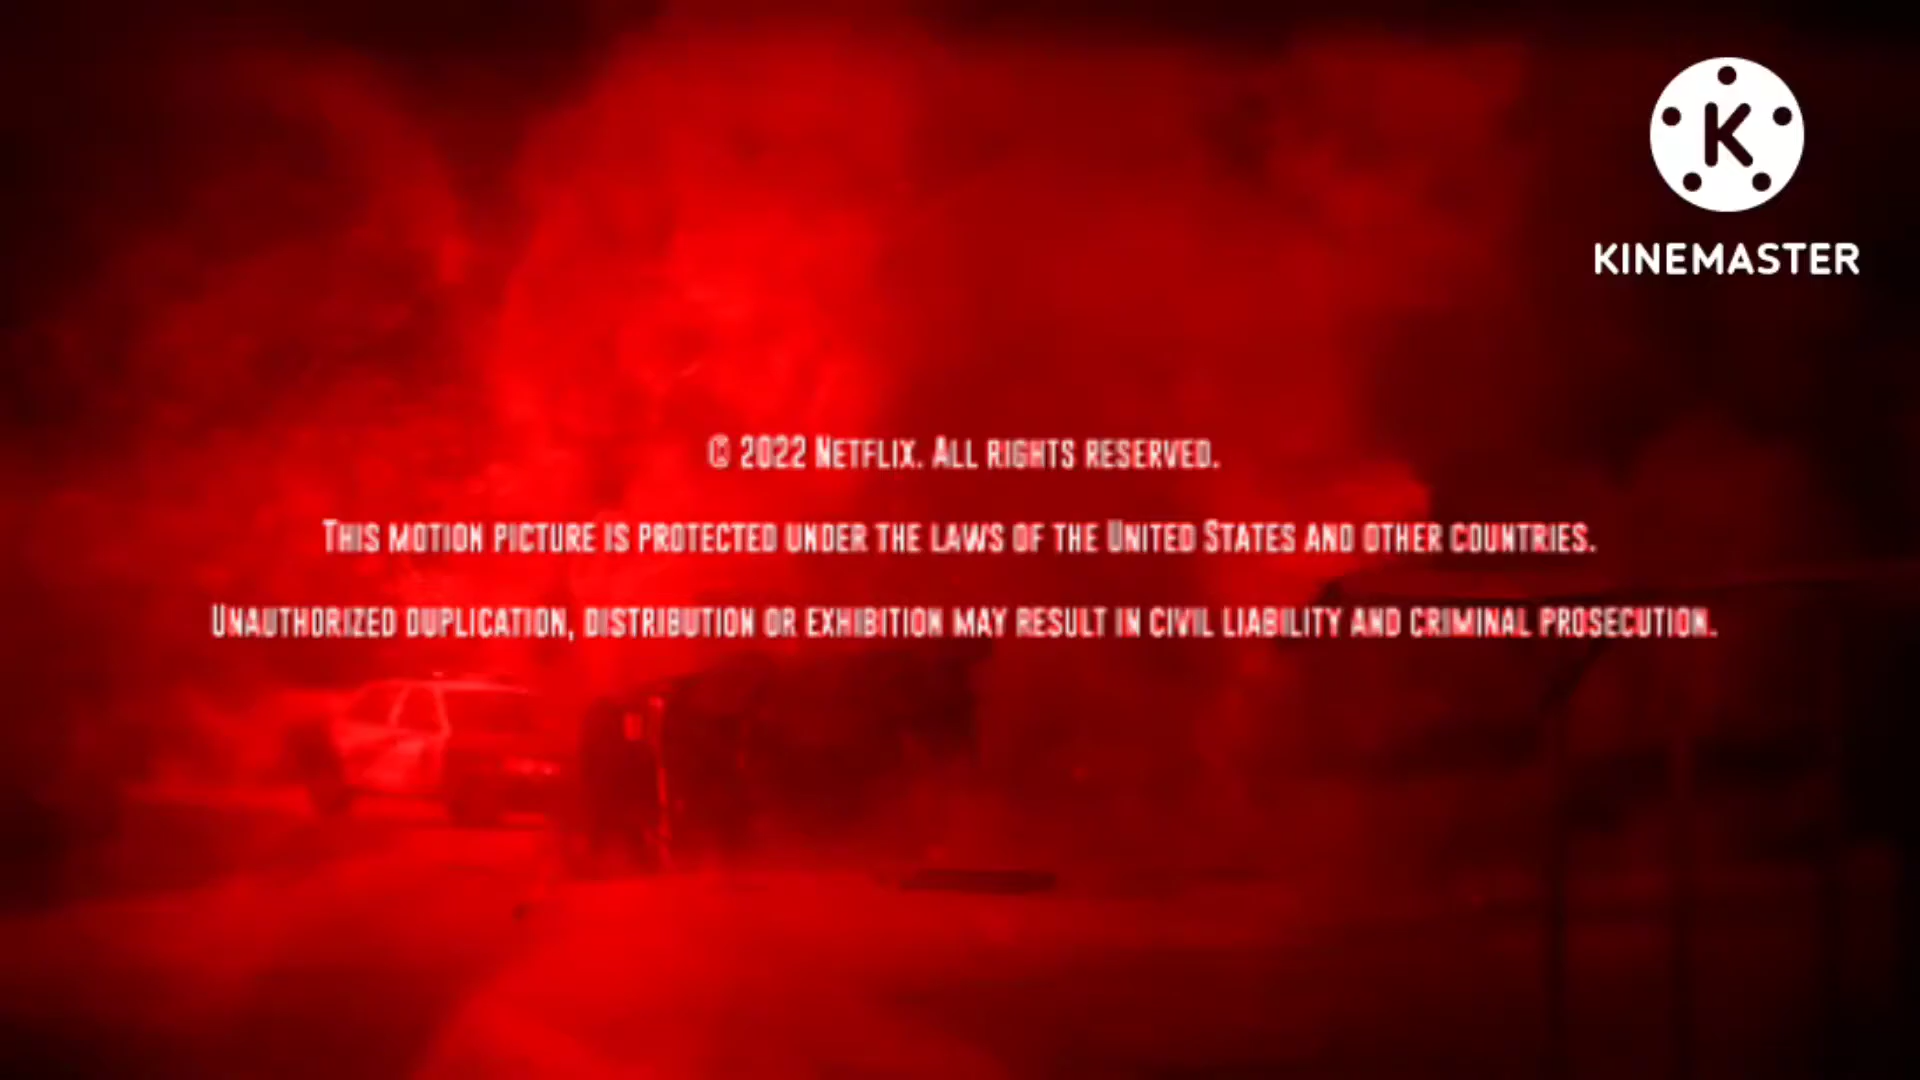 K
KINEMASTER
© 2022 Netflix. All rights reserved.
This motion picture is protected under the laws of the United States and other countries.
Unauthorized duplication, distribution or exhibition may result in civil liability and criminal prosecution.